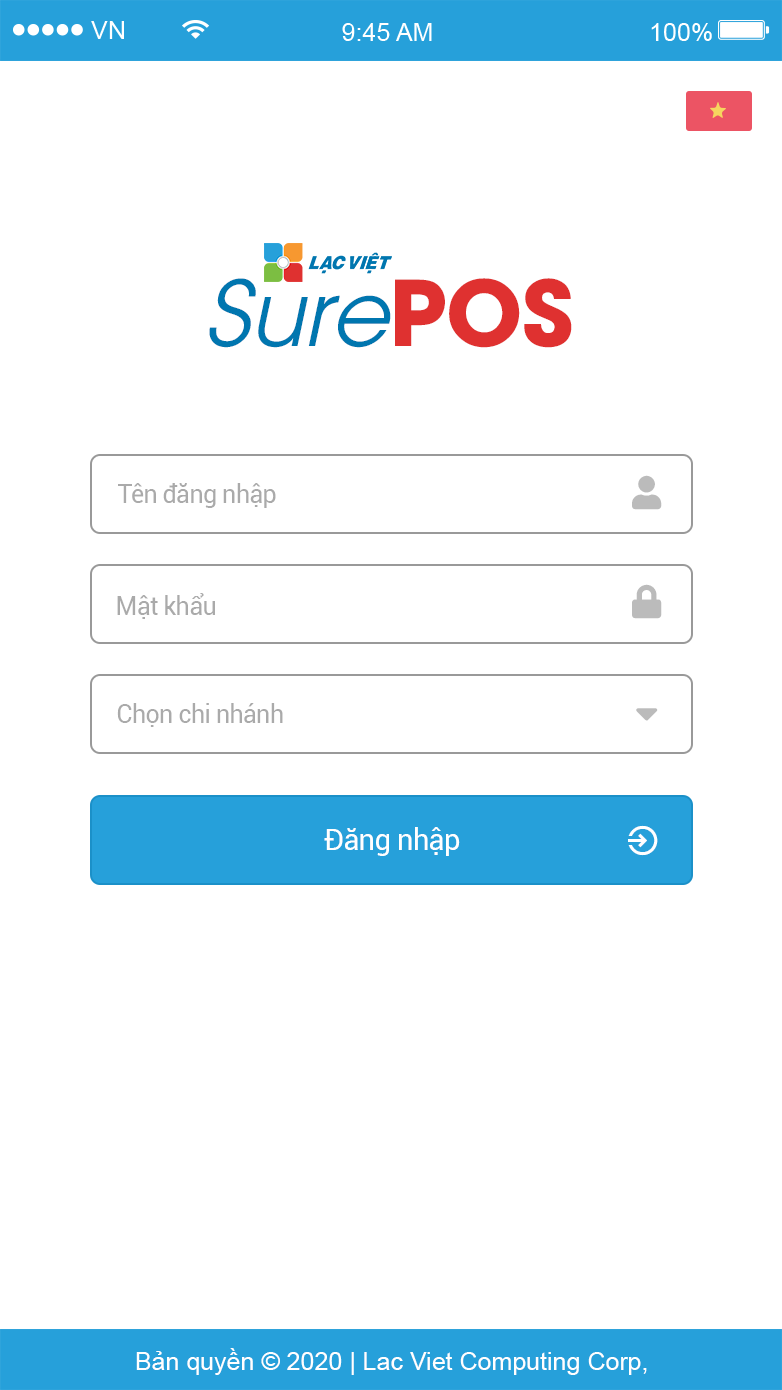 VN 9:45 AM 100%
LẠC VIỆT
SurePOS
Tên đăng nhập
Mật khẩu
Chọn chi nhánh
Đăng nhập
Bản quyền © 2020 | Lac Viet Computing Corp,